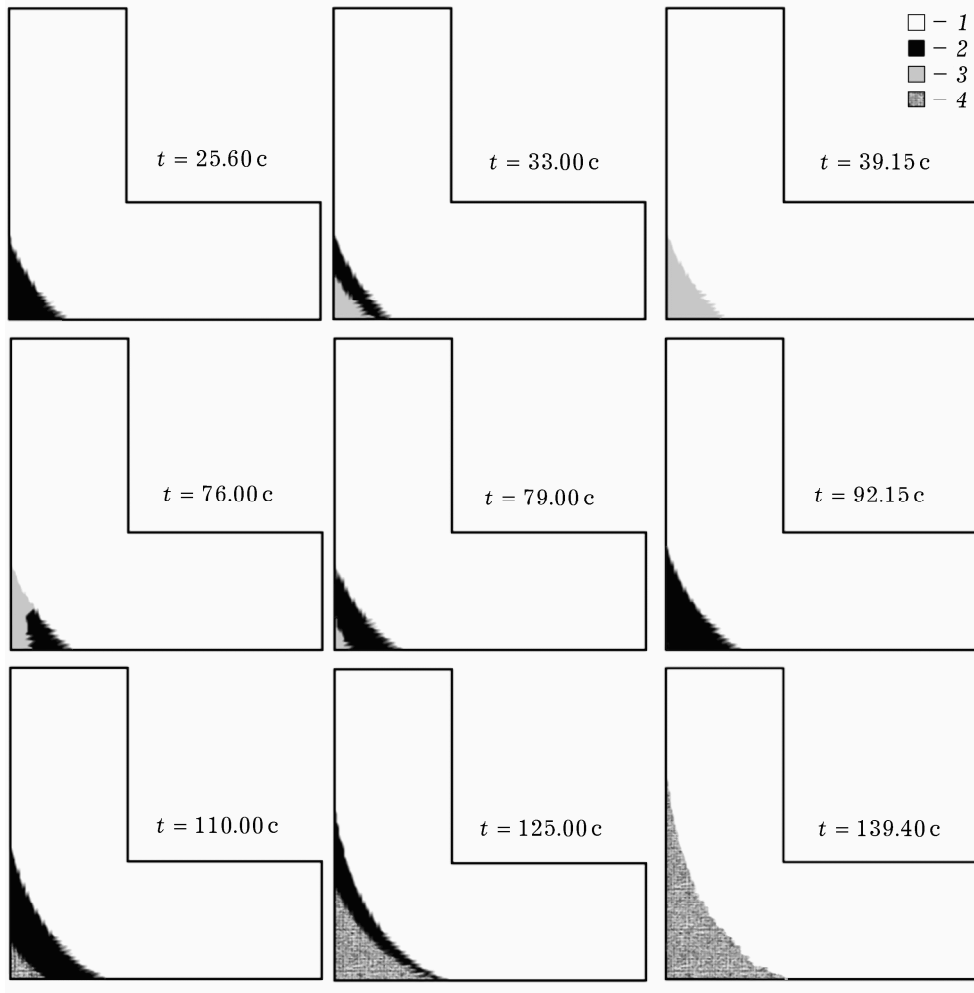 – 1
– 2
– 3
– 4
t = 25.60 с
t = 33.00 с
t = 39.15 с
t = 76.00 с
t = 79.00 с
t = 92.15 с
t = 110.00 с
t = 125.00 с
t = 139.40 с